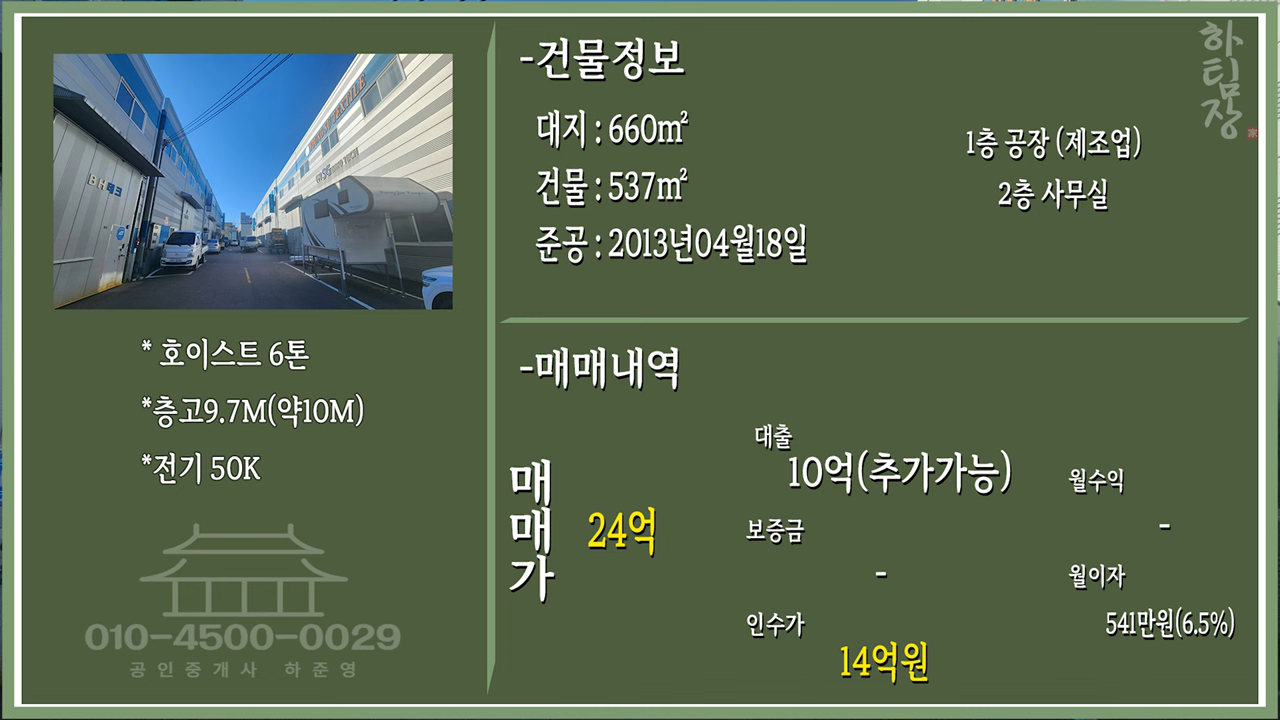 하팀장
-건물정보
대지 : 660㎡
건물 : 537㎡
준공 : 2013년04월18일
1층 공장 (제조업)
2층 사무실
BH테크
* 호이스트 6톤
*층고9.7M(약10M)
*전기 50K
010-4500-0029
공인중개사 하준영
-매매내역
매매가
24억
대출
10억(추가가능)
보증금
-
인수가
14억원
월수익
-
월이자
541만원(6.5%)